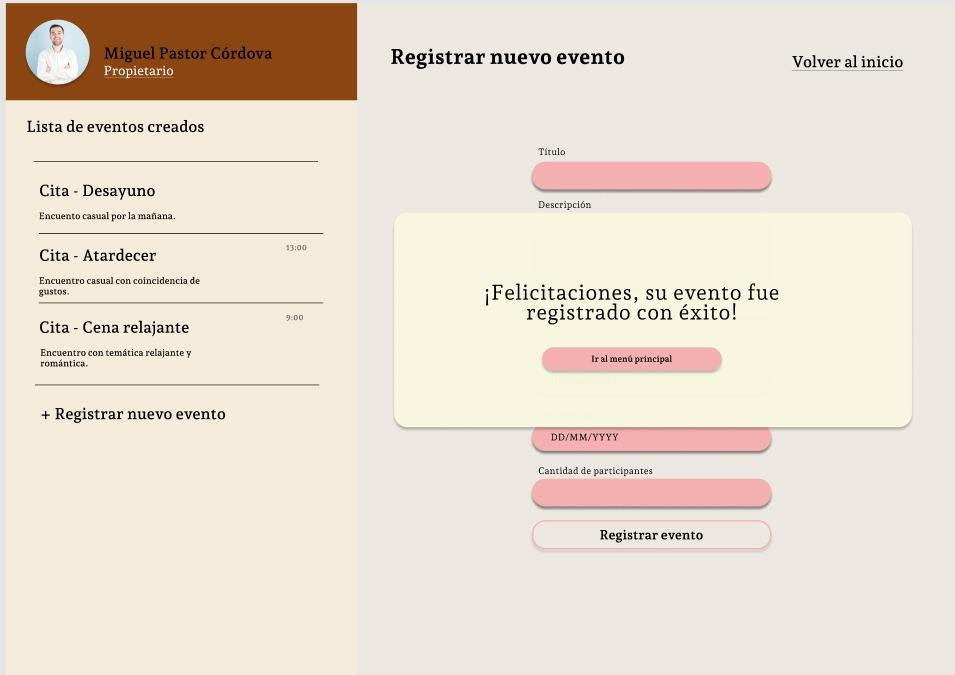 Miguel Pastor Córdova
Propietario
Lista de eventos creados
Cita - Desayuno
Encuento casual por la mañana.
Cita - Atardecer
13:00
Encuentro casual con coincidencia de
gustos.
Cita - Cena relajante
9:00
Encuentro con temática relajante y
romántica.
+ Registrar nuevo evento
Registrar nuevo evento
Volver al inicio
Título
Descripción
¡Felicitaciones, su evento fue
registrado con éxito!
Ir al menú principal
DD/MM/YYYY
Cantidad de participantes
Registrar evento